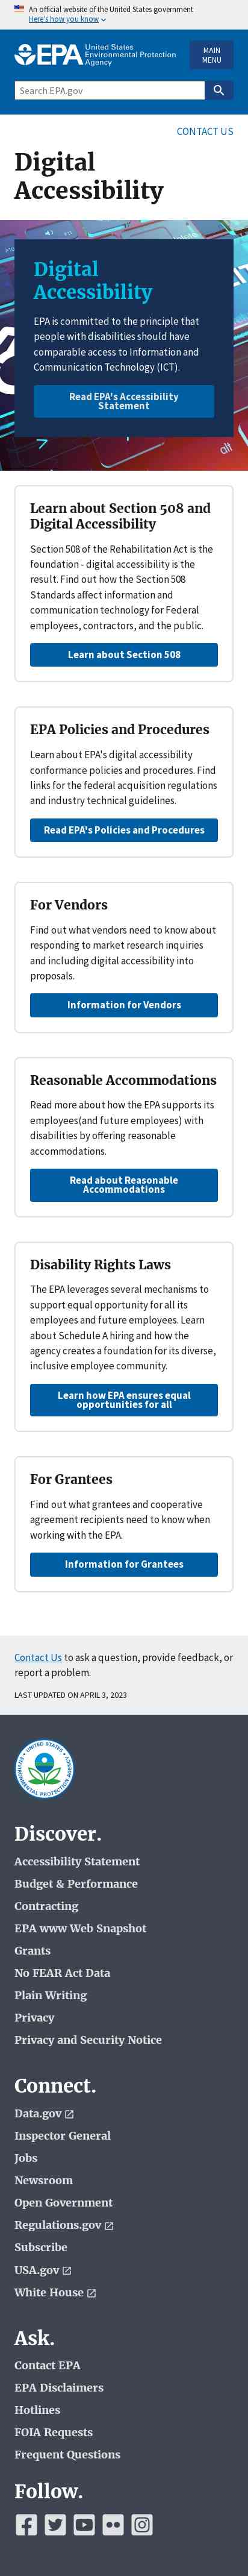 An official website of the United States government
Here's how you know
EPA
United States
Environmental Protection
Agency
MAIN
MENU
Search EPA.gov
CONTACT US
Digital
Accessibility
Digital
Accessibility
EPA is committed to the principle that
people with disabilities should have
comparable access to Information and
Communication Technology (ICT).
Read EPA's Accessibility
Statement
alt
Learn about Section 508 and
Digital Accessibility
Section 508 of the Rehabilitation Act is the
foundation - digital accessibility is the
result. Find out how the Section 508
Standards affect information and
communication technology for Federal
employees, contractors, and the public.
Learn about Section 508
EPA Policies and Procedures
Learn about EPA's digital accessibility
conformance policies and procedures. Find
links for the federal acquisition regulations
and industry technical guidelines.
Read EPA's Policies and Procedures
For Vendors
Find out what vendors need to know about
responding to market research inquiries
and including digital accessibility into
proposals.
Information for Vendors
Reasonable Accommodations
Read more about how the EPA supports its
employees(and future employees) with
disabilities by offering reasonable
accommodations.
Read about Reasonable
Accommodations
Disability Rights Laws
The EPA leverages several mechanisms to
support equal opportunity for all its
employees and future employees. Learn
about Schedule A hiring and how the
agency creates a foundation for its diverse,
inclusive employee community.
Learn how EPA ensures equal
opportunities for all
For Grantees
Find out what grantees and cooperative
agreement recipients need to know when
working with the EPA.
Information for Grantees
Contact Us to ask a question, provide feedback, or
report a problem.
LAST UPDATED ON APRIL 3, 2023
UNITED STATES
ENVIRONMENTAL PROTECTION AGENCY
Discover.
Accessibility Statement
Budget & Performance
Contracting
EPA www Web Snapshot
Grants
No FEAR Act Data
Plain Writing
Privacy
Privacy and Security Notice
Connect.
Data.gov
Inspector General
Jobs
Newsroom
Open Government
Regulations.gov
Subscribe
USA.gov
White House
Ask.
Contact EPA
EPA Disclaimers
Hotlines
FOIA Requests
Frequent Questions
Follow.